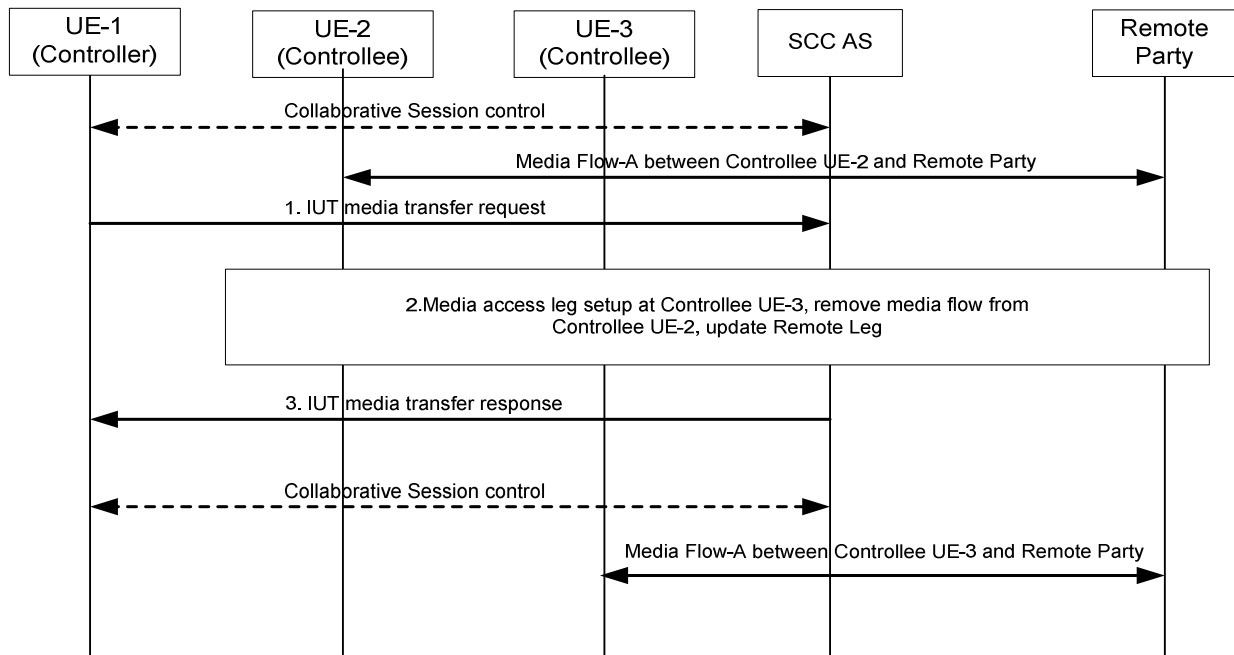 UE-1
(Controller)
UE-2
(Controllee)
UE-3
(Controllee)
SCC AS
Remote
Party
Collaborative Session control
Media Flow-A between Controllee UE-2 and Remote Party
1. IUT media transfer request
2.Media access leg setup at Controllee UE-3, remove media flow from
Controllee UE-2, update Remote Leg
3. IUT media transfer response
Collaborative Session control
Media Flow-A between Controllee UE-3 and Remote Party